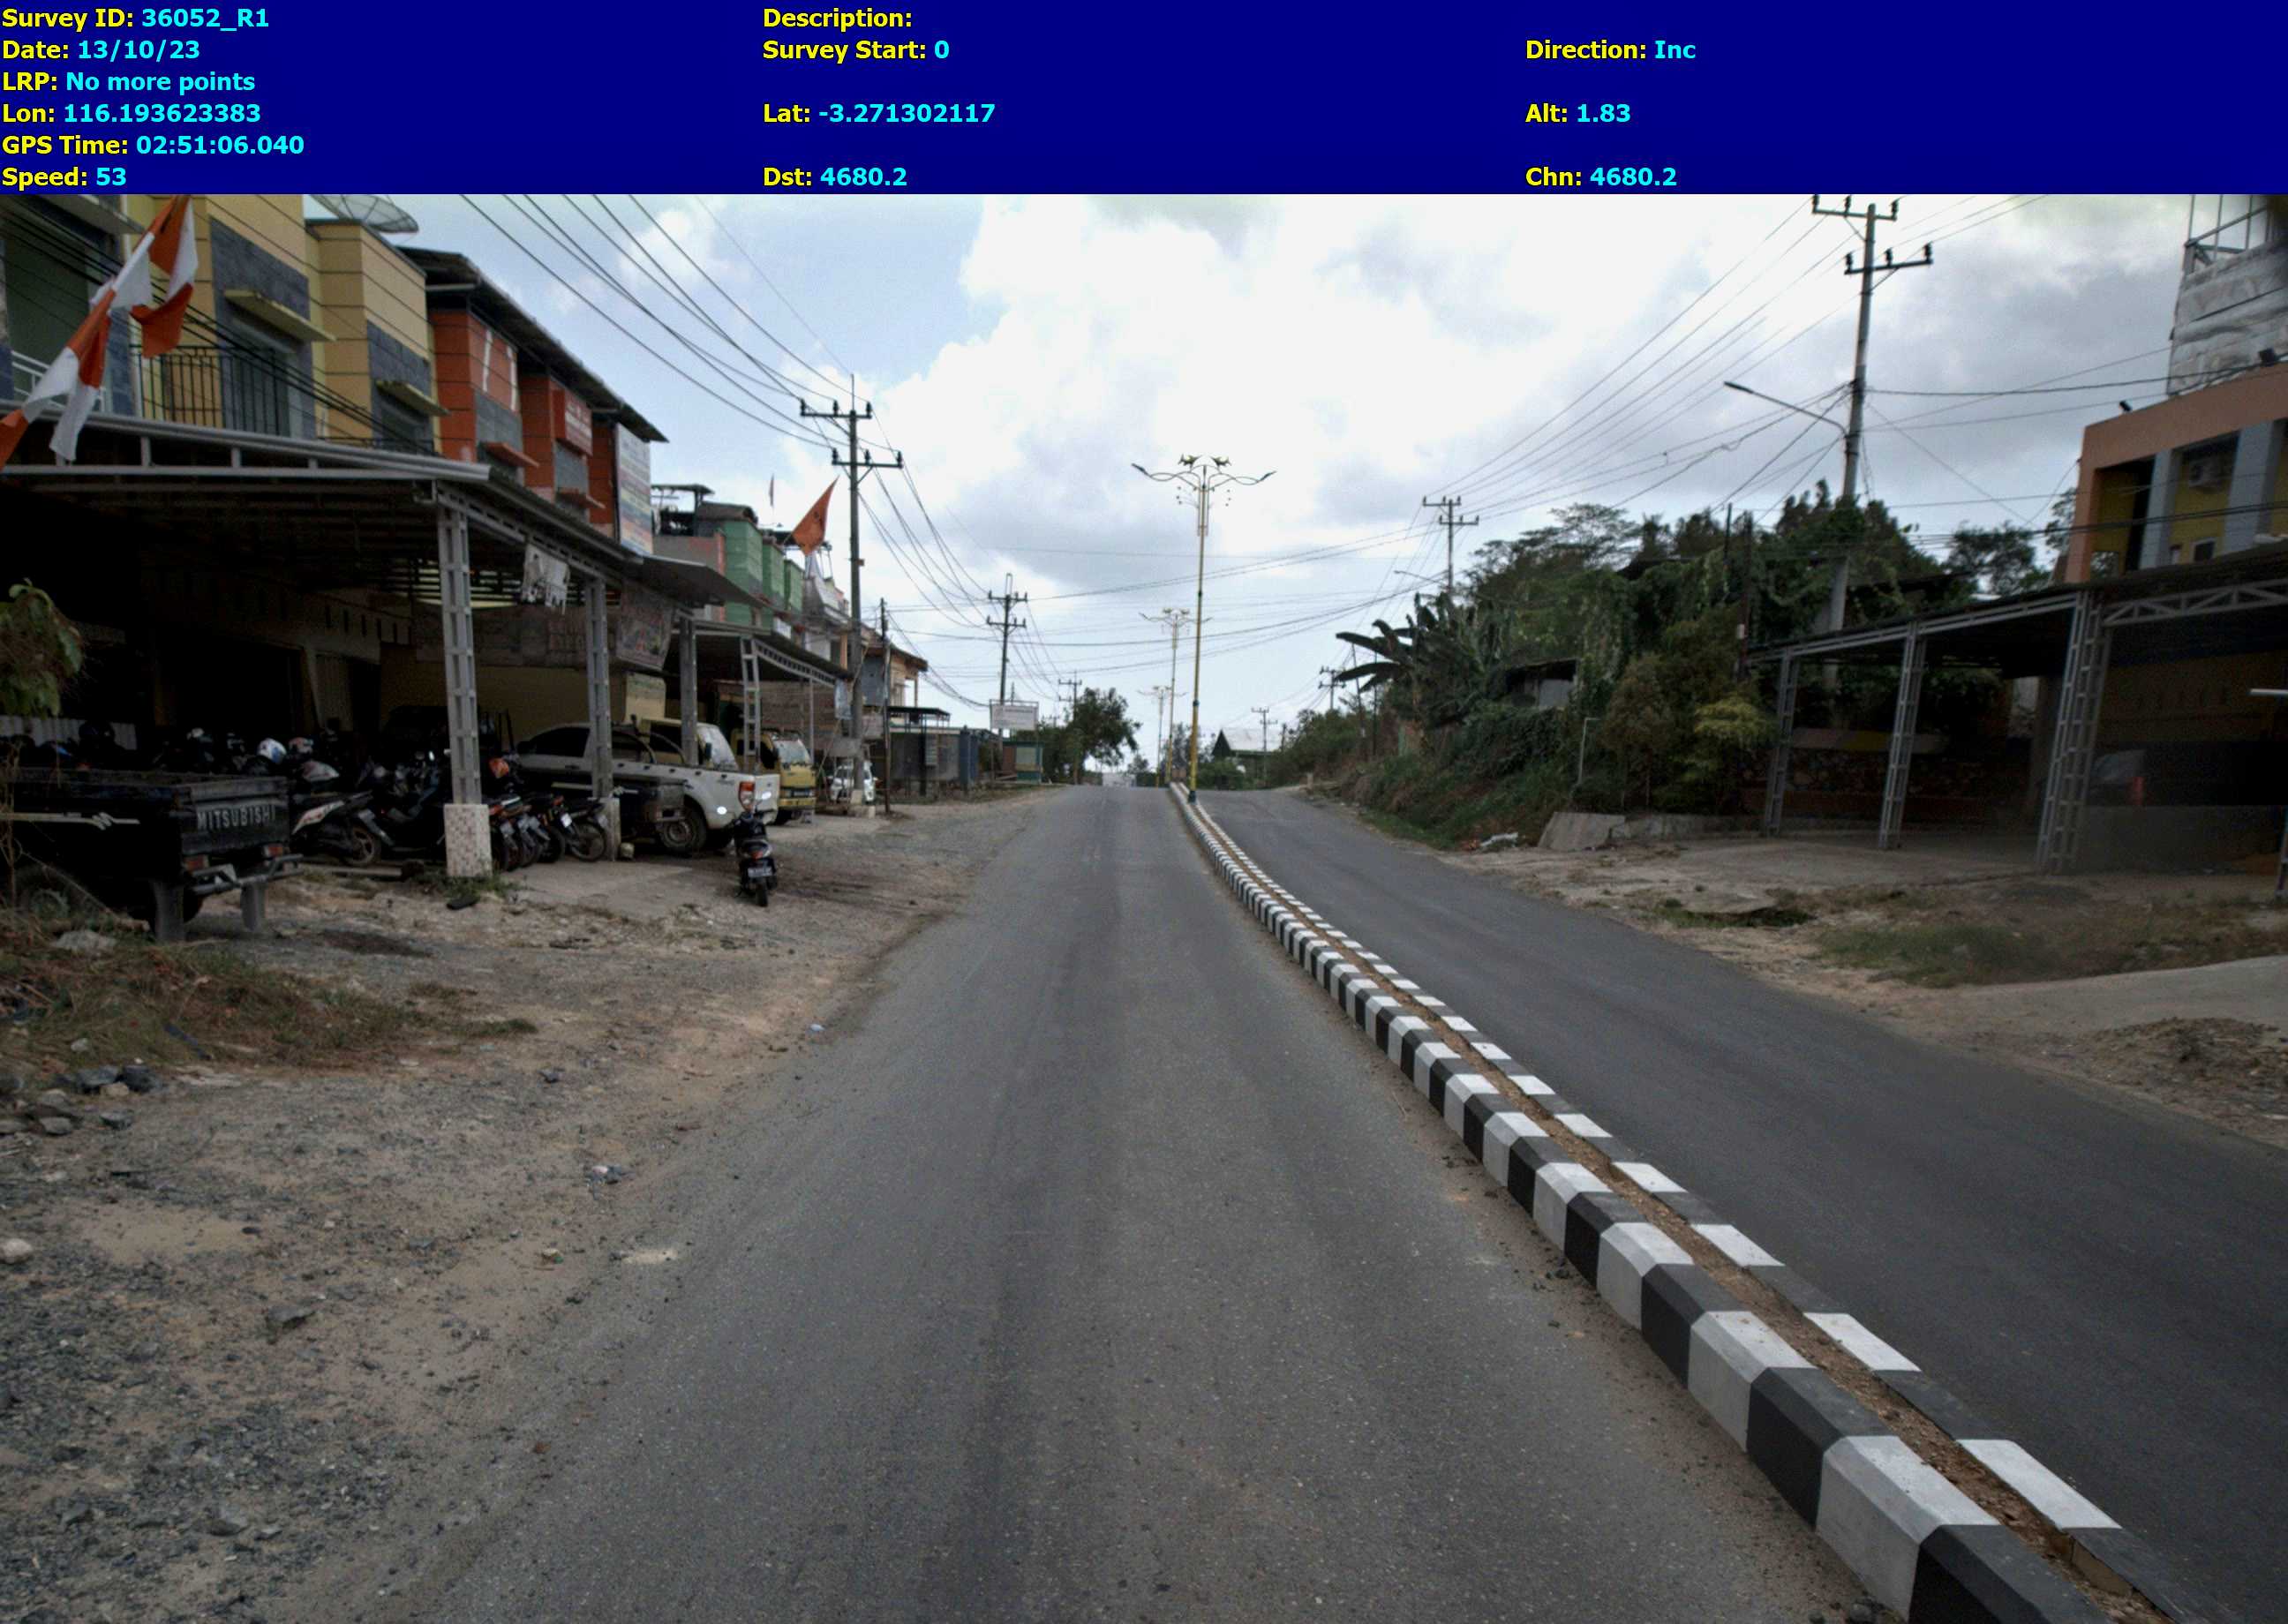 Survey ID: 36052_R1
Description:
Date: 13/10/23
Survey Start: 0
Direction: Inc
LRP: No more points
Lon: 116.193623383
Lat: -3.271302117
Alt: 1.83
GPS Time: 02:51:06.040
Speed: 53
Dst: 4680.2
Chn: 4680.2
MITSUBISHI